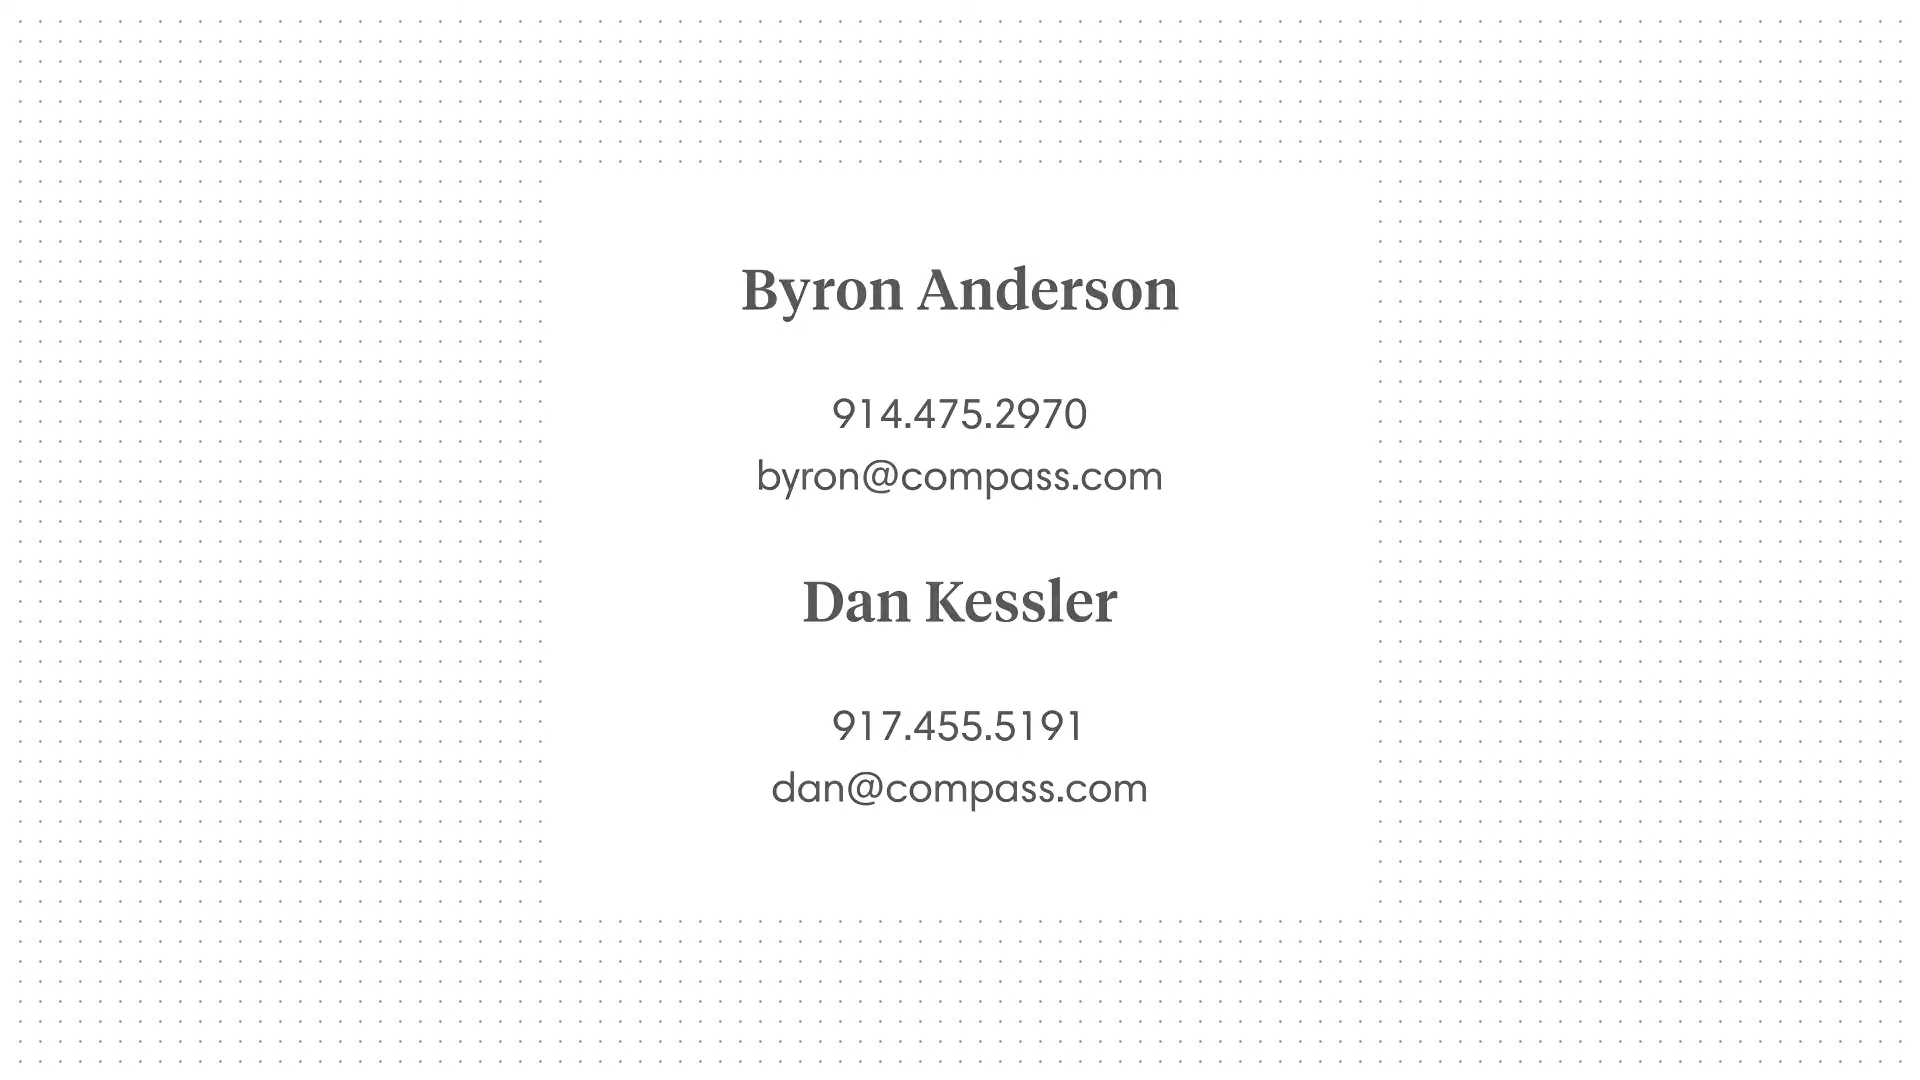 Byron Anderson
914.475.2970
byron@compass.com
Dan Kessler
917.455.5191
dan@compass.com